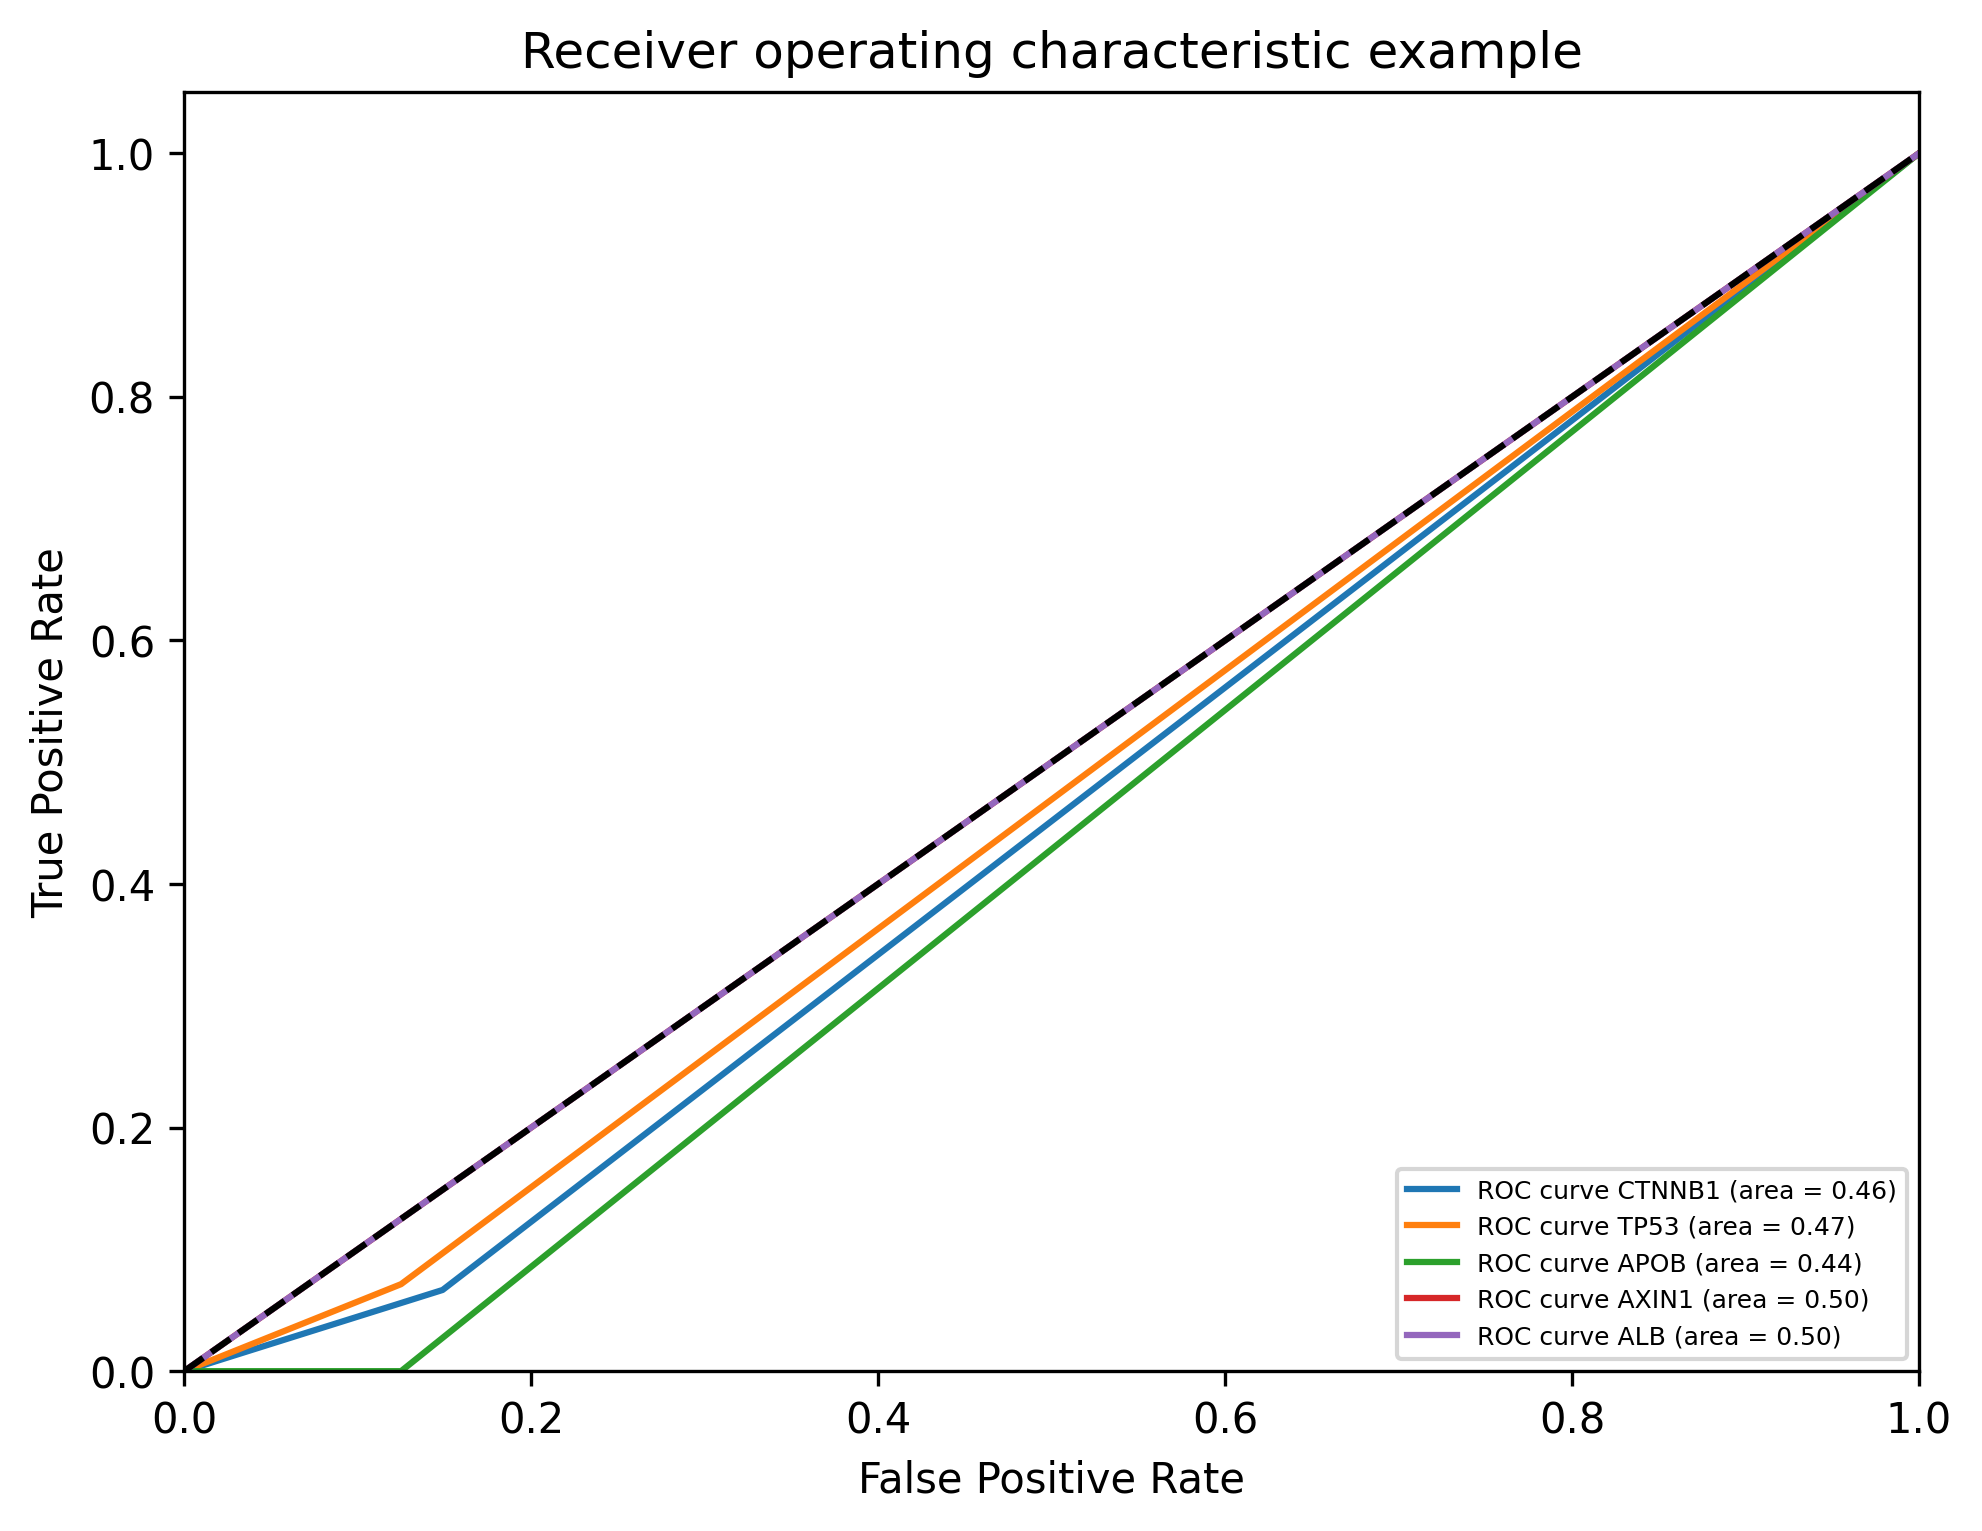 Receiver operating characteristic example
1.0
0.8
0.6
0.4
0.2
0.0
True Positive Rate
ROC curve CTNNB1 (area = 0.46)
ROC curve TP53 (area = 0.47)
ROC curve APOB (area = 0.44)
ROC curve AXIN1 (area = 0.50)
ROC curve ALB (area = 0.50)
0.0 0.2 0.4 0.6 0.8 1.0
False Positive Rate